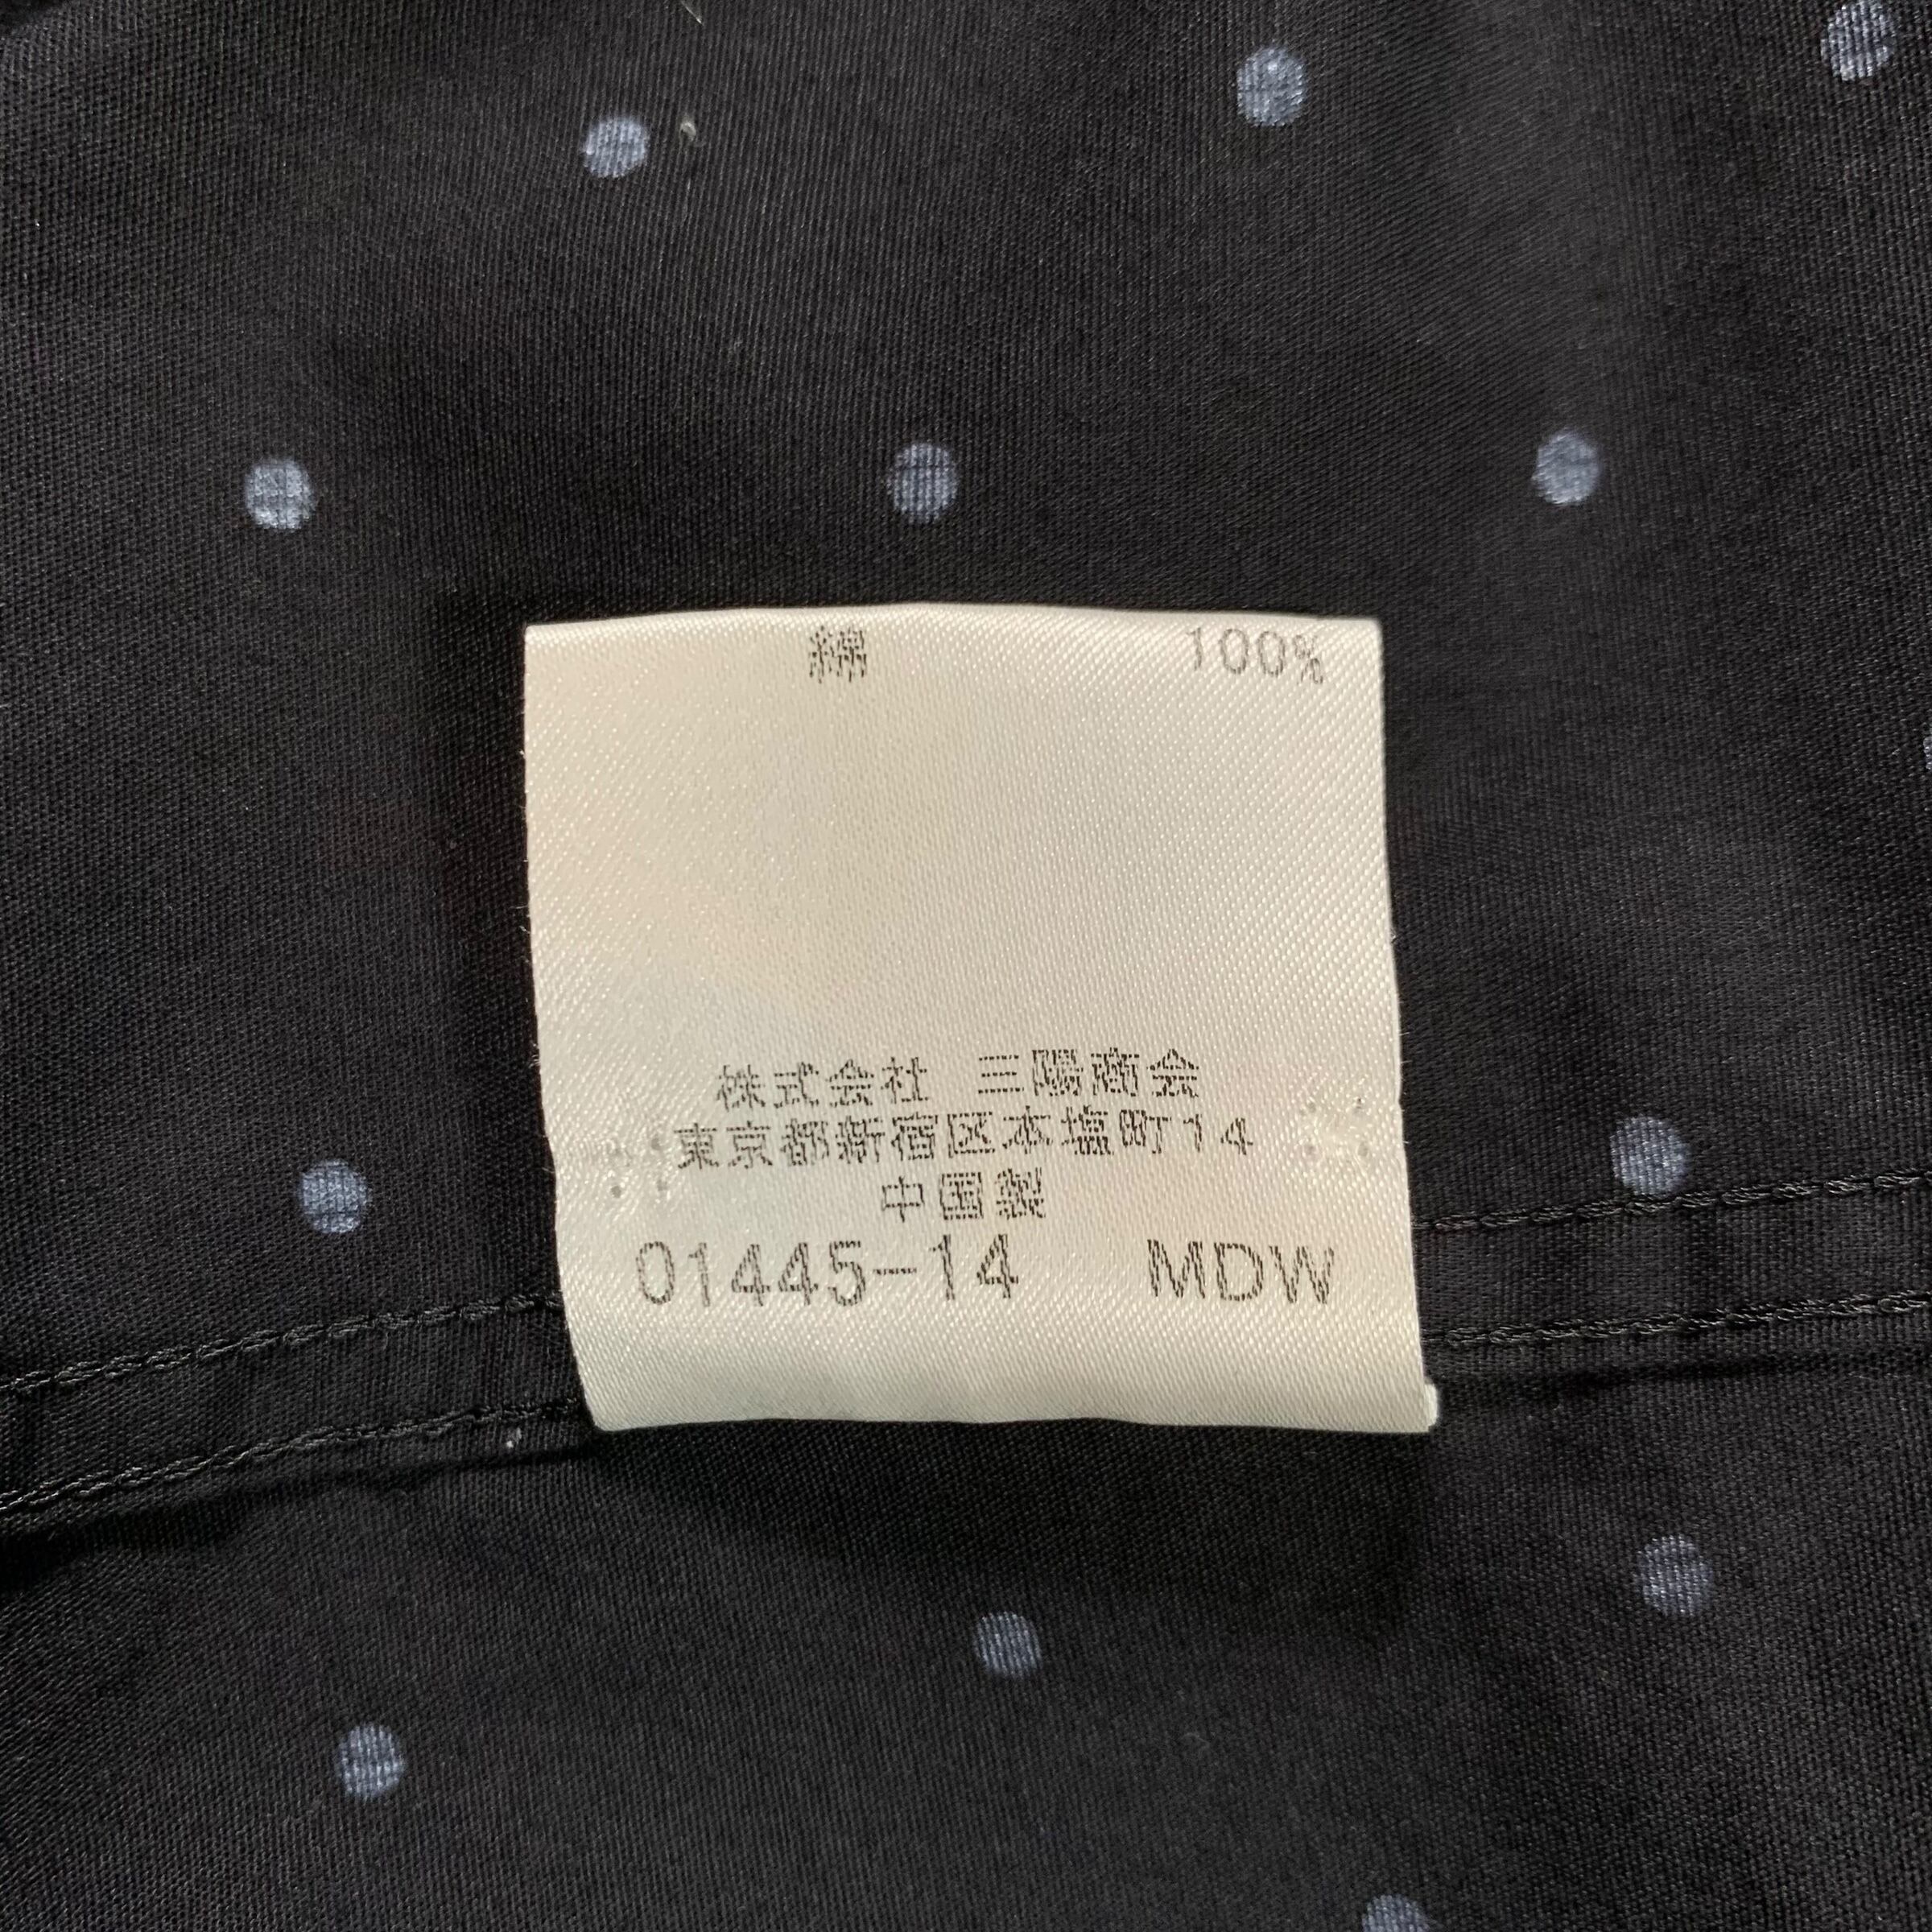 綿 100%
株式会社 三陽商会
東京都新宿区本塩町14
中国製
01445-14 MDW